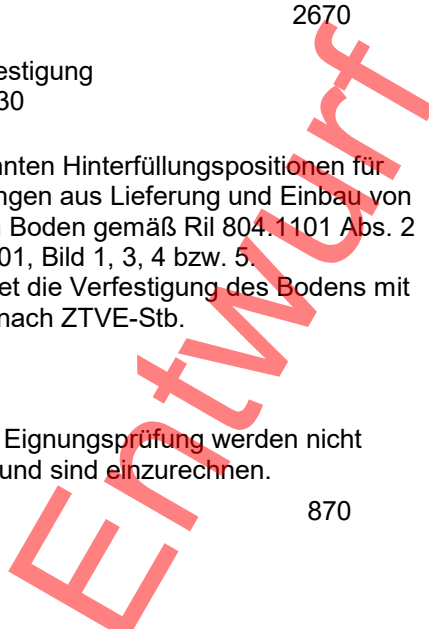 2670
estigung
30
nnten Hinterfüllungspositionen für
ngen aus Lieferung und Einbau von
Boden gemäß Ril 804.1101 Abs. 2
01, Bild 1, 3, 4 bzw. 5.
et die Verfestigung des Bodens mit
nach ZTVE-Stb.
Eignungsprüfung werden nicht
und sind einzurechnen.
870
Entwurf